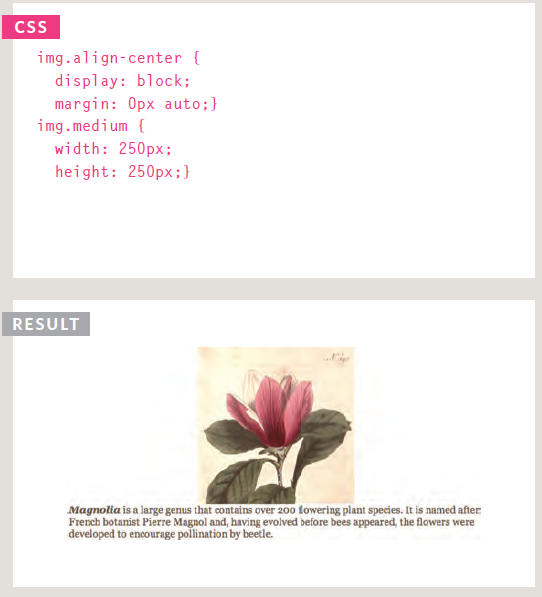 CSS
img.align-center {
display: block;
margin: 0px auto;}
img.medium {
width: 250px;
height: 250px;}
RESULT
Magnolia is a large genus that contains over 200 flowering plant species. It is named after
French botanist Pierre Magnol and, having evolved before bees appeared, the flowers were
developed to encourage pollination by beetle.